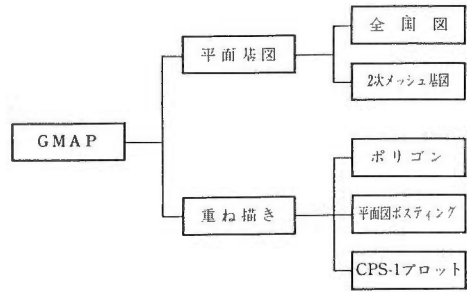 GMAP
平面基図
全国図
2次メッシュ基図
重ね描き
ポリゴン
平面図ポスティング
CPS-1プロット